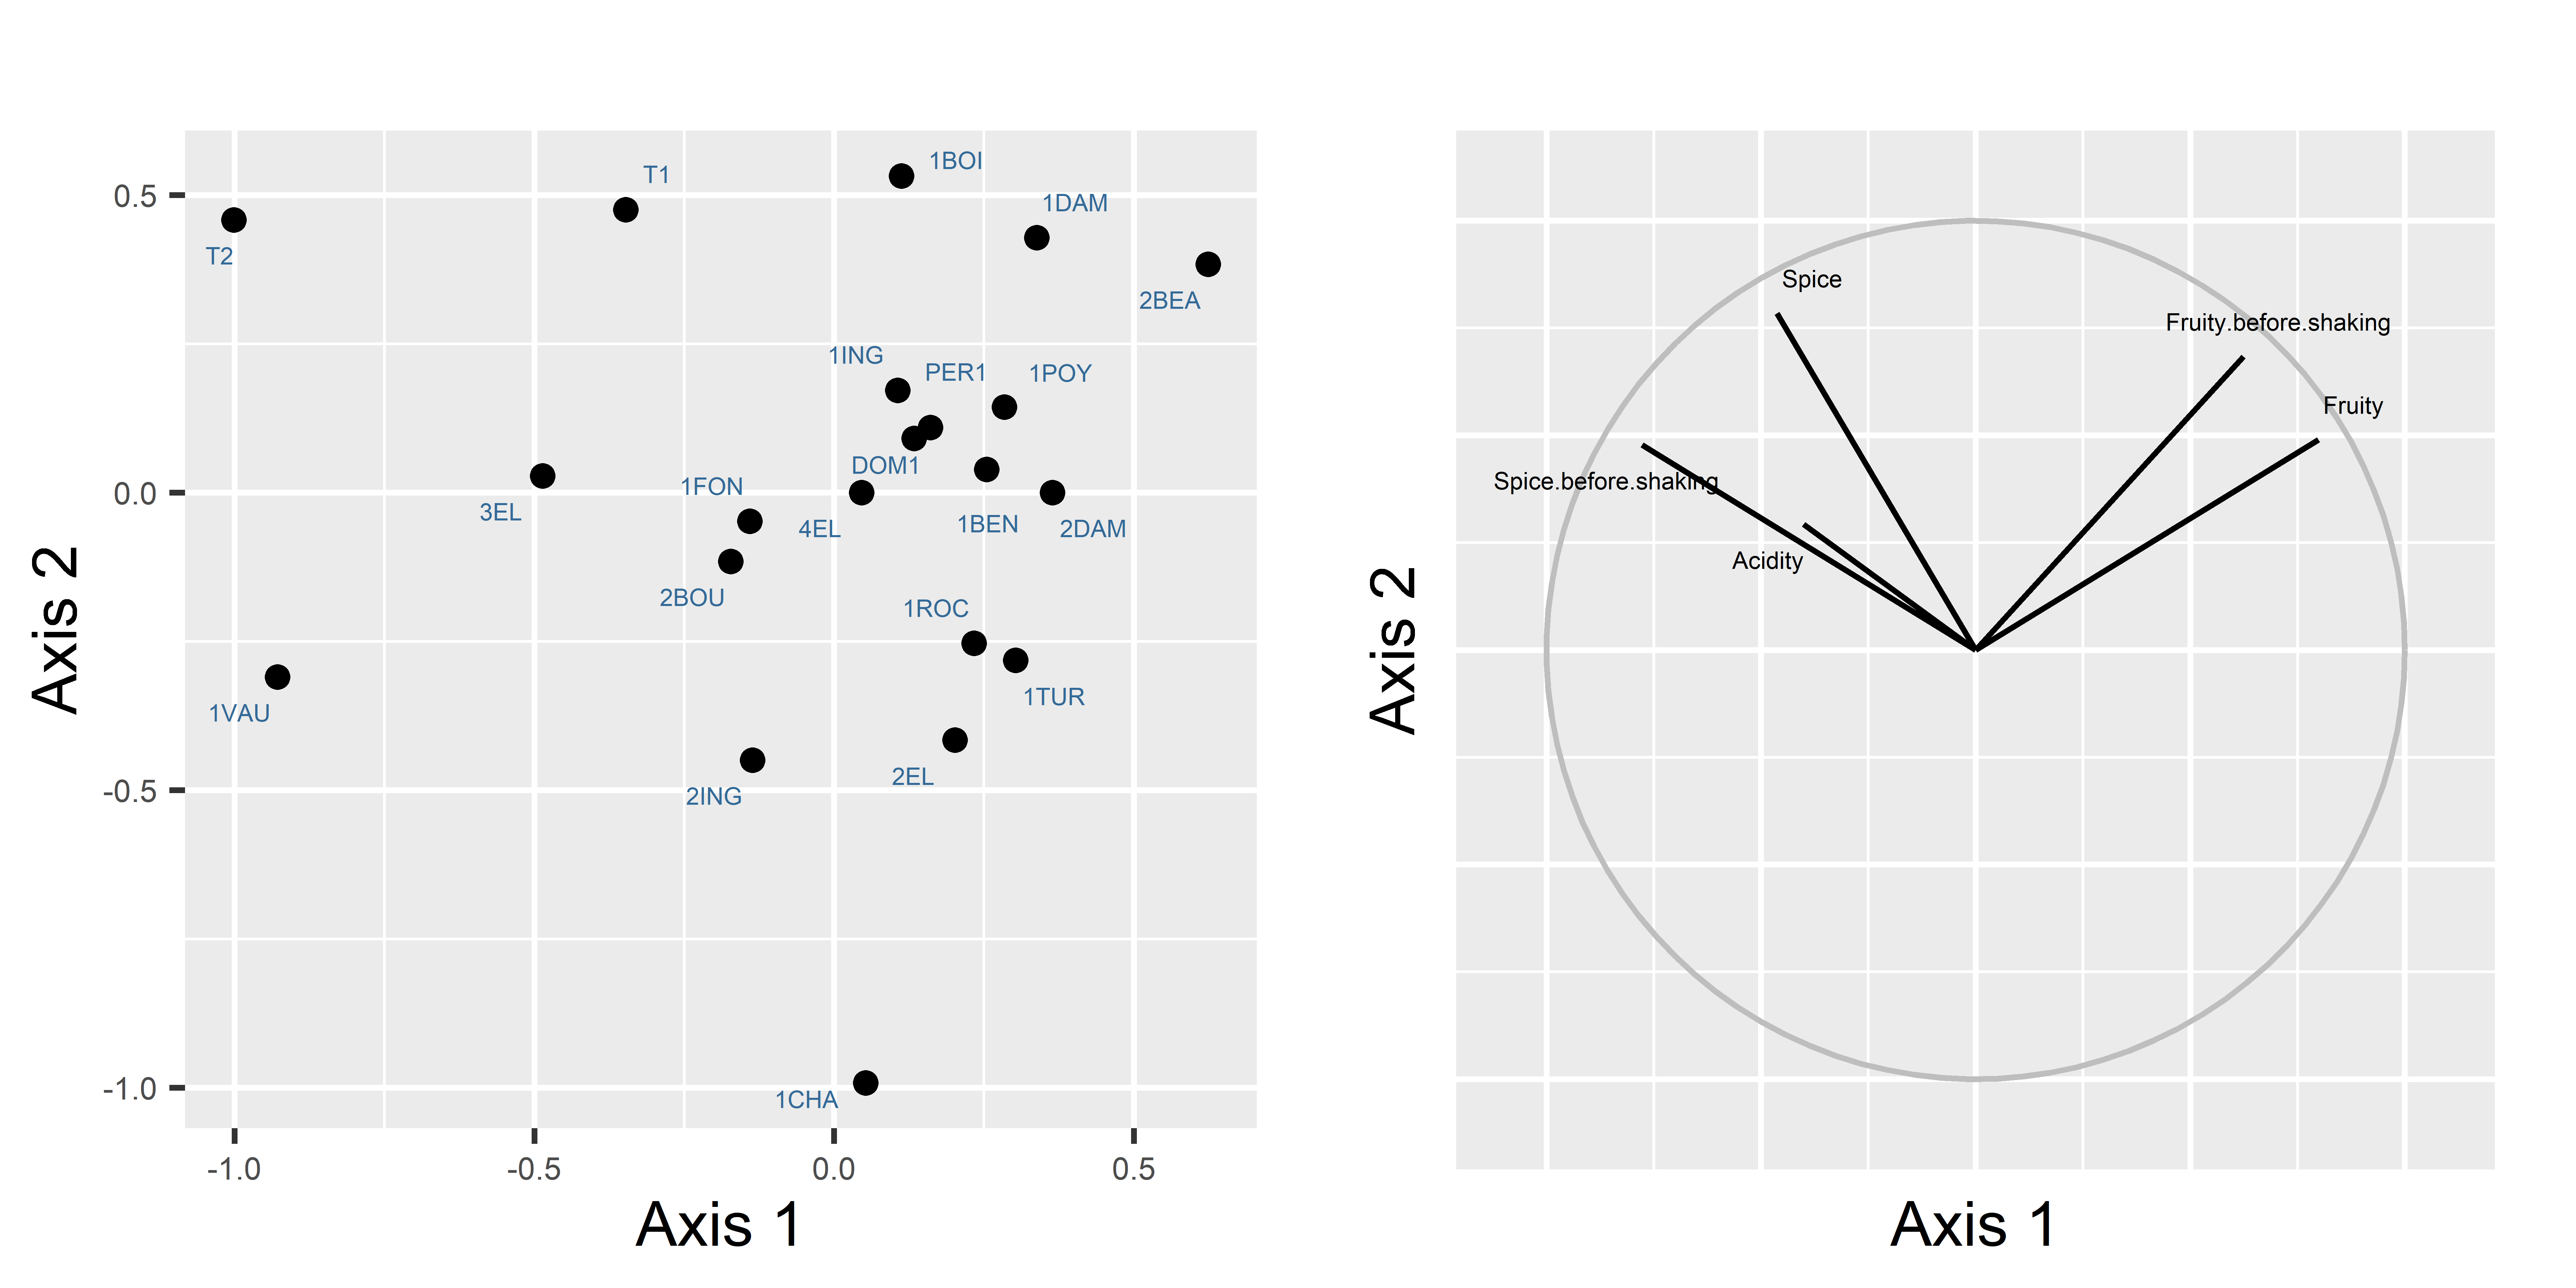 1BOI
T1
1DAM
0.5
T2
2BEA
1ING
PER1
1POY
DOM1
1FON
0.0
3EL
4EL
1BEN
2DAM
2BOU
1ROC
1TUR
1VAU
2EL
-0.5
2ING
-1.0
1CHA
-1.0
-0.5
0.0
0.5
Axis 1
Axis 2
Spice
Fruity.before.shaking
Fruity
Spice.before.shaking
Acidity
Axis 2
Axis 1